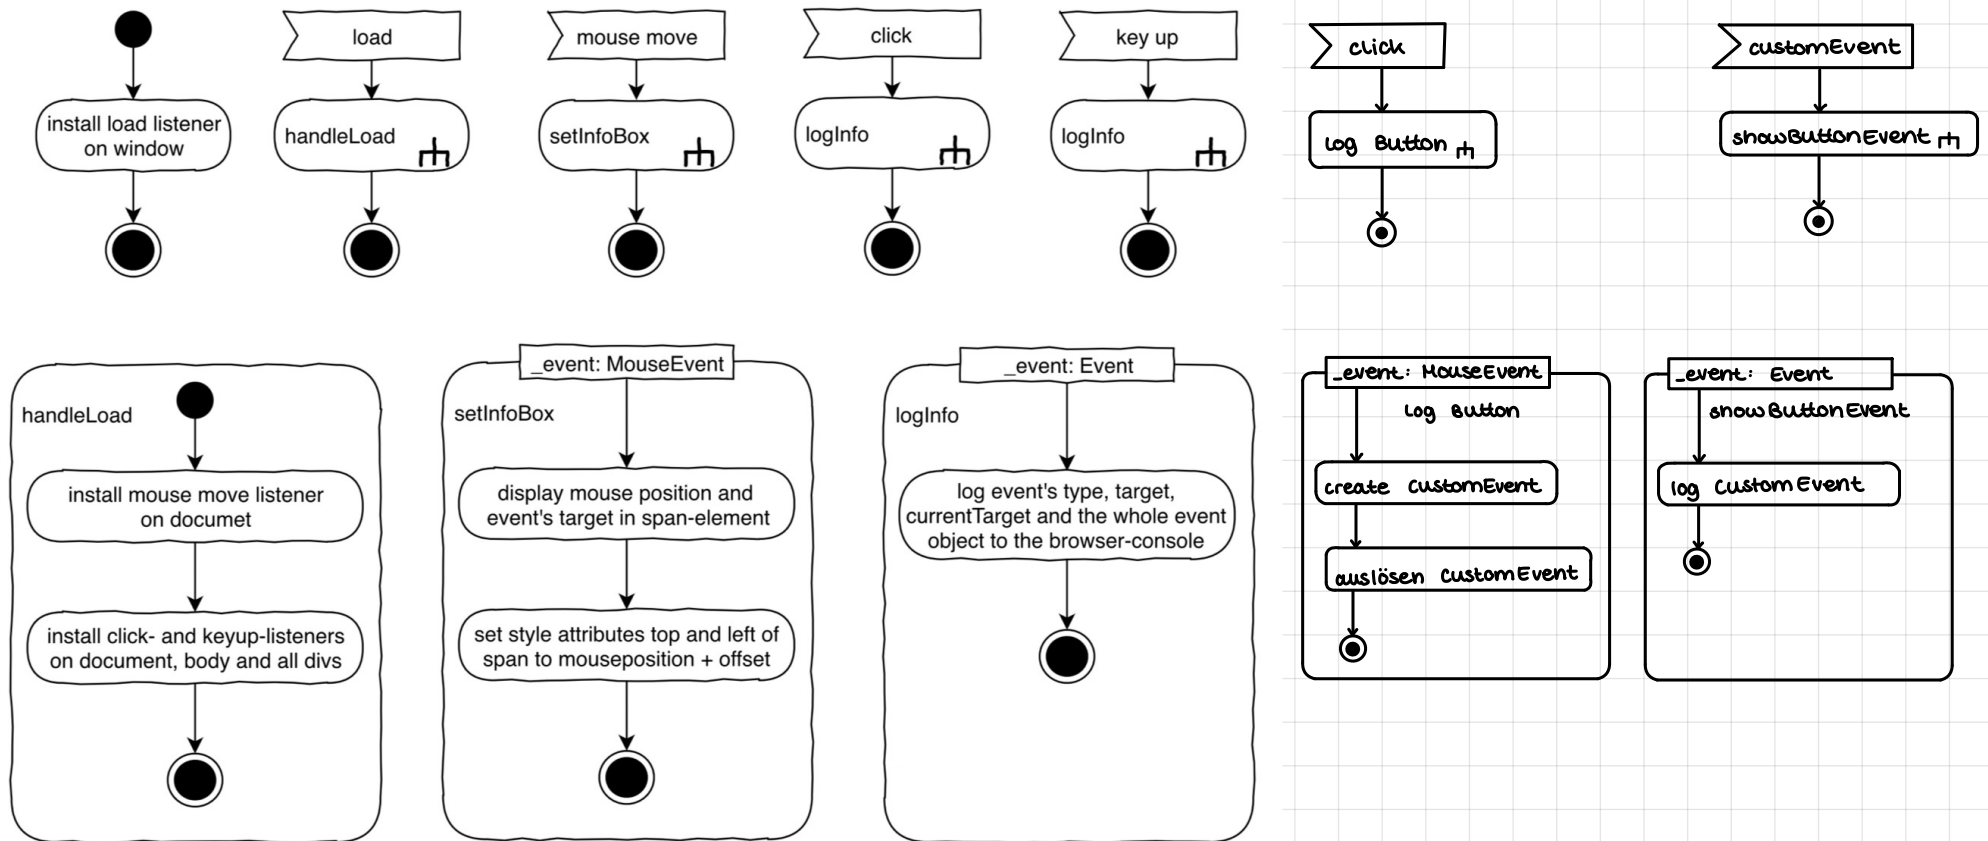 load
mouse move
click
key up
click
customEvent
install load listener
on window
handleLoad
setInfoBox
logInfo
logInfo
log Button
showButtonEvent
handleLoad
install mouse move listener
on documet
install click- and keyup-listeners
on document, body and all divs
_event: MouseEvent
setInfoBox
display mouse position and
event's target in span-element
set style attributes top and left of
span to mouseposition + offset
_event: Event
logInfo
log event's type, target,
currentTarget and the whole event
object to the browser-console
_event: MouseEvent
log Button
create CustomEvent
auslösen CustomEvent
_event: Event
showButtonEvent
log CustomEvent